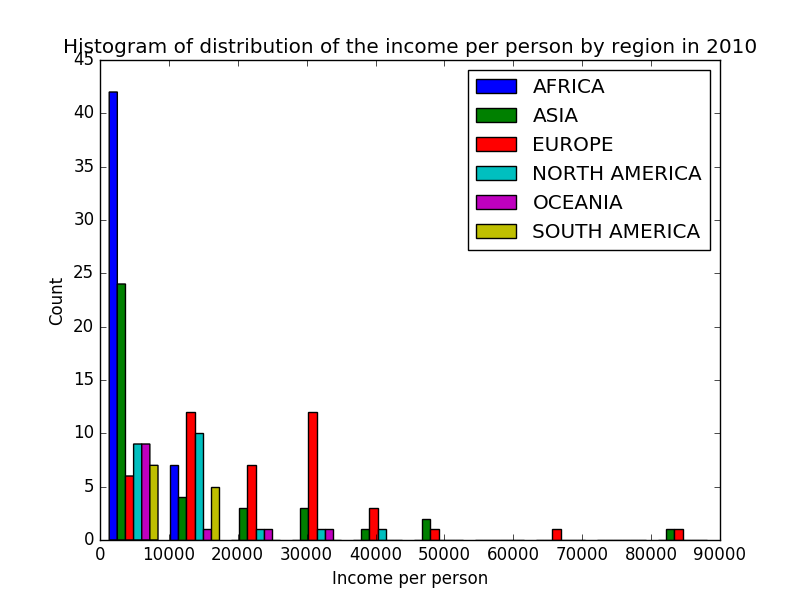 Histogram of distribution of the income per person by region in 2010
45
40
35
30
25
20
15
10
5
0
Count
AFRICA
ASIA
EUROPE
NORTH AMERICA
OCEANIA
SOUTH AMERICA
0 10000 20000 30000 40000 50000 60000 70000 80000 90000
Income per person